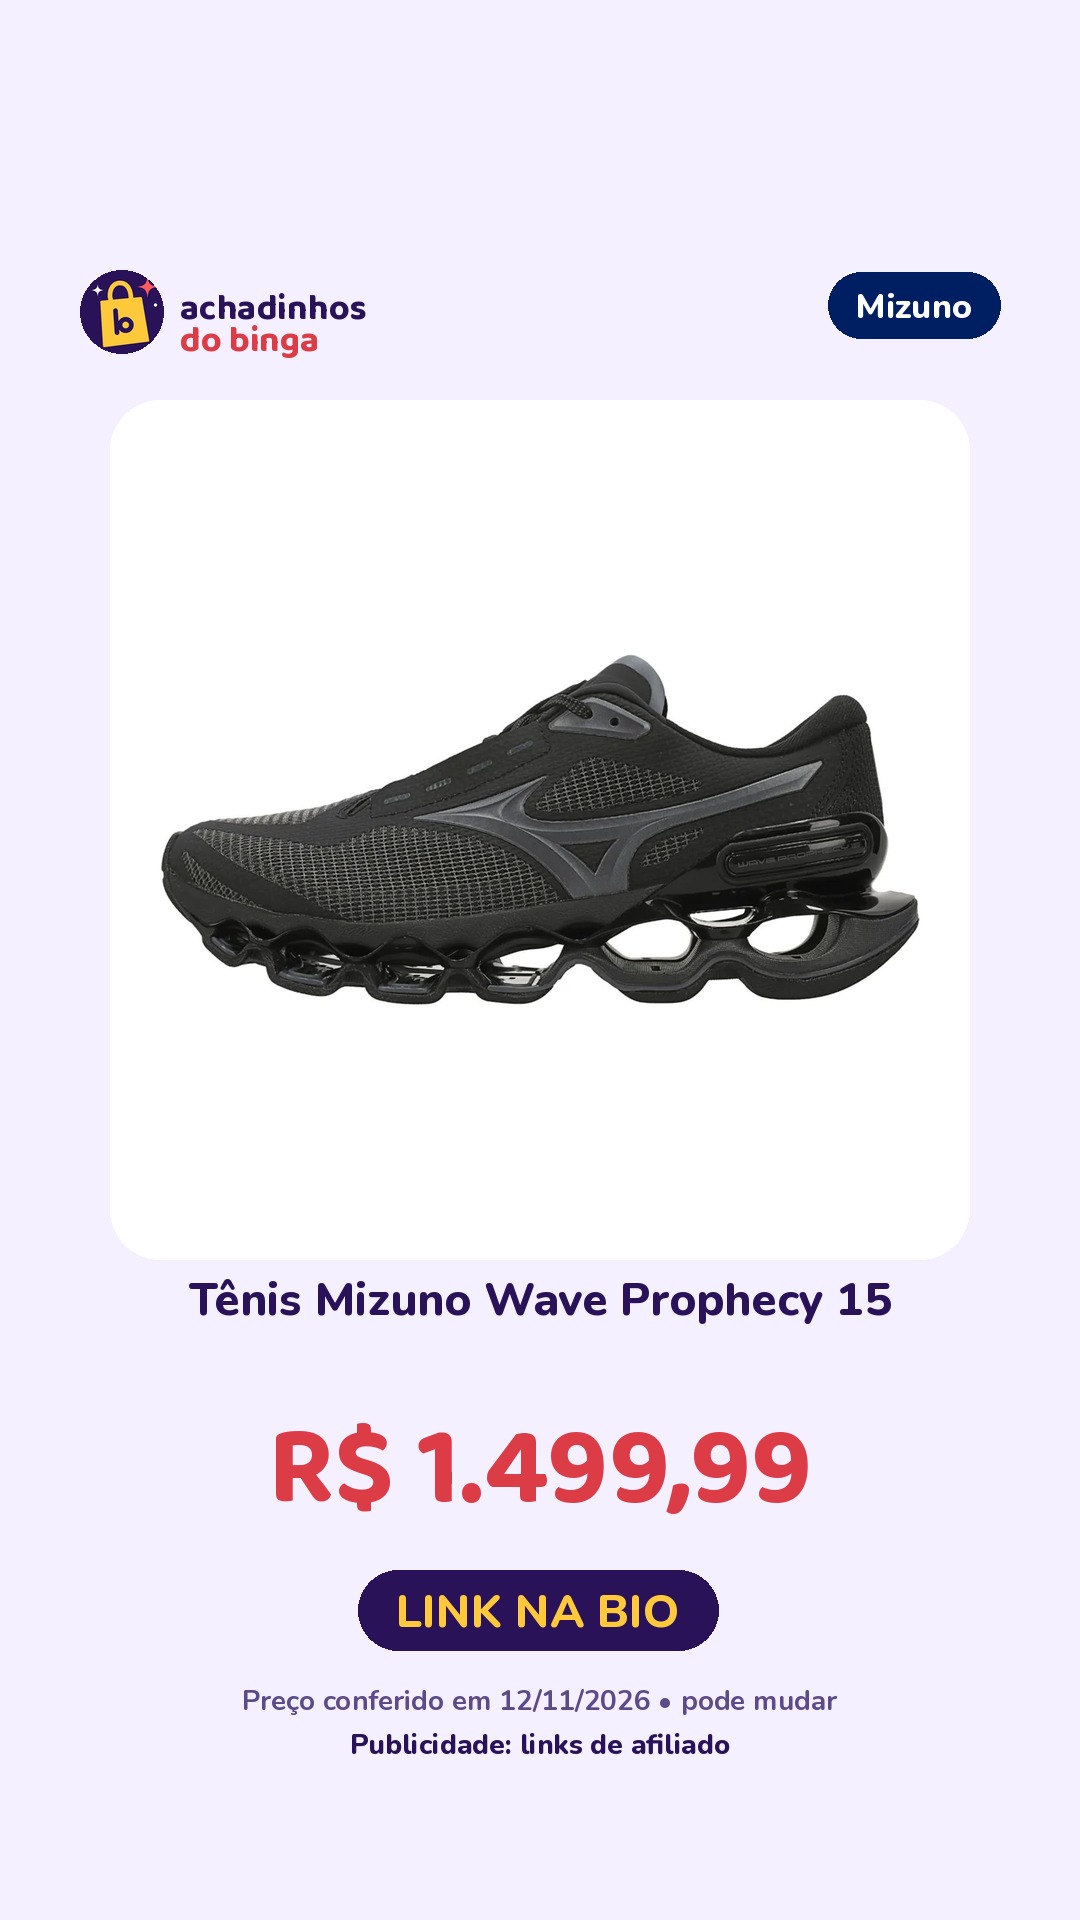 achadinhos
do binga
Mizuno
b
Tênis Mizuno Wave Prophecy 15
R$ 1.499,99
LINK NA BIO
Preço conferido em 12/11/2026 • pode mudar
Publicidade: links de afiliado